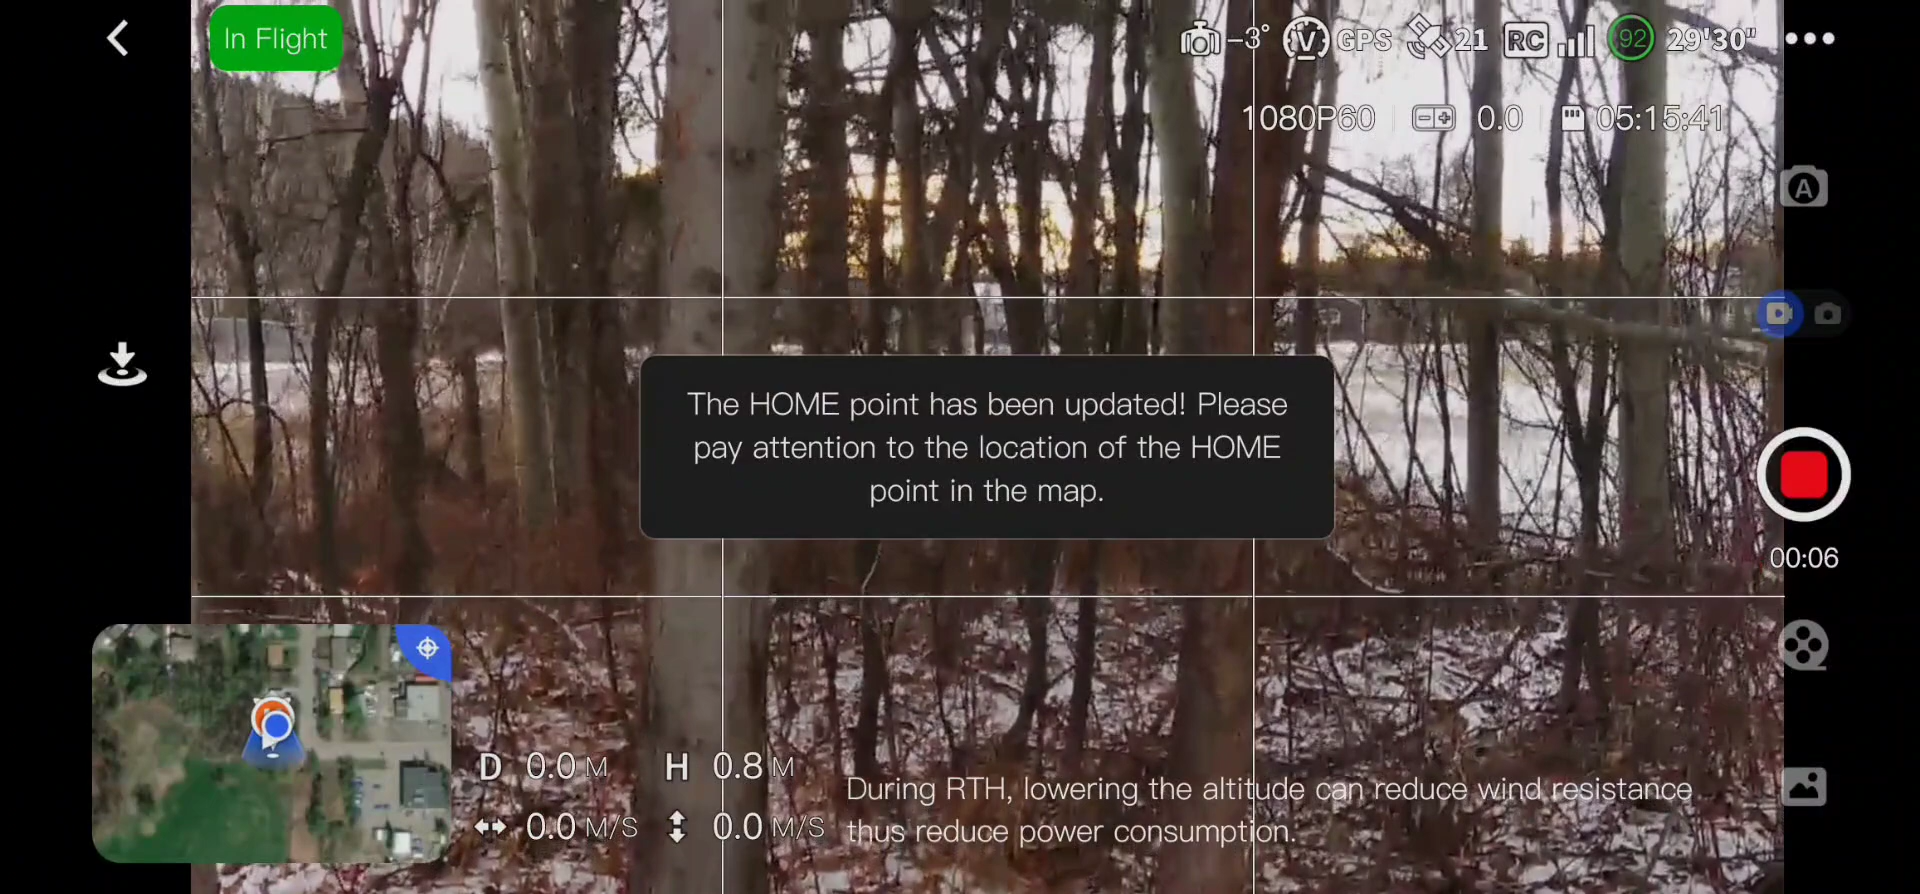 In Flight
-3° V GPS 21 RC 92 29'30"
1080P60 0.0 05:15:41
A
The HOME point has been updated! Please
pay attention to the location of the HOME
point in the map.
00:06
D 0.0 M H 0.8 M
0.0 M/S 0.0 M/S
During RTH, lowering the altitude can reduce wind resistance
thus reduce power consumption.